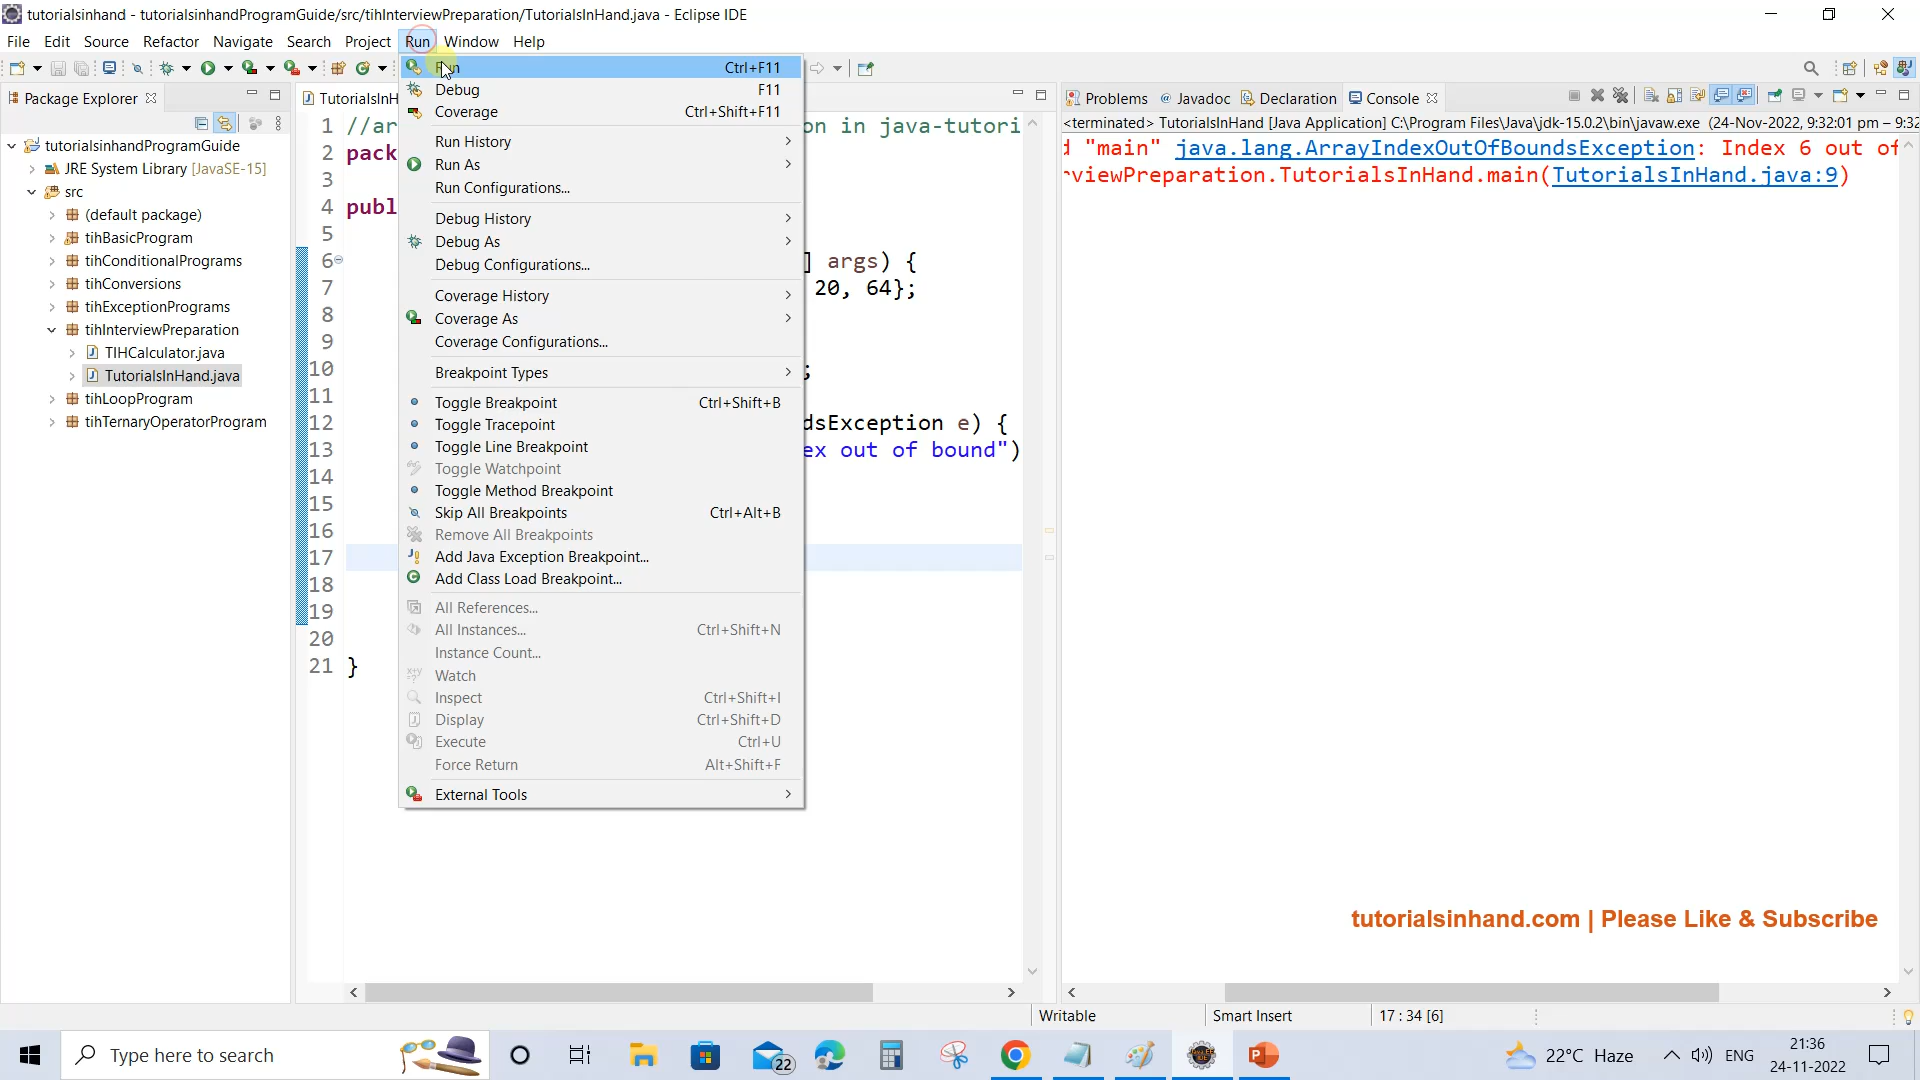 tutorialsinhand - tutorialsinhandProgramGuide/src/tihInterviewPreparation/TutorialsInHand.java - Eclipse IDE
File Edit Source Refactor Navigate Search Project Run Window Help
Package Explorer
tutorialsinhandProgramGuide
JRE System Library [JavaSE-15]
src
(default package)
tihBasicProgram
tihConditionalPrograms
tihConversions
tihExceptionPrograms
tihInterviewPreparation
TIHCalculator.java
TutorialsInHand.java
tihLoopProgram
tihTernaryOperatorProgram
Run Ctrl+F11
Debug F11
Coverage Ctrl+Shift+F11
Run History
Run As
Run Configurations...
Debug History
Debug As
Debug Configurations...
Coverage History
Coverage As
Coverage Configurations...
Breakpoint Types
Toggle Breakpoint Ctrl+Shift+B
Toggle Tracepoint
Toggle Line Breakpoint
Toggle Watchpoint
Toggle Method Breakpoint
Skip All Breakpoints Ctrl+Alt+B
Remove All Breakpoints
Add Java Exception Breakpoint...
Add Class Load Breakpoint...
All References...
All Instances... Ctrl+Shift+N
Instance Count...
Watch
Inspect Ctrl+Shift+I
Display Ctrl+Shift+D
Execute Ctrl+U
Force Return Alt+Shift+F
External Tools
TutorialsInH
1 //ar on in java-tutori
2 pack
3
4 publ
5
6 ] args) {
7 20, 64};
8
9
10 ;
11
12 dsException e) {
13 ex out of bound")
14
15
16
17
18
19
20
21 }
Problems @ Javadoc Declaration Console
<terminated> TutorialsInHand [Java Application] C:\Program Files\Java\jdk-15.0.2\bin\javaw.exe (24-Nov-2022, 9:32:01 pm – 9:32
d "main" java.lang.ArrayIndexOutOfBoundsException: Index 6 out of
rviewPreparation.TutorialsInHand.main(TutorialsInHand.java:9)
tutorialsinhand.com | Please Like & Subscribe
Writable Smart Insert 17 : 34 [6]
Type here to search
22
22°C Haze
ENG
21:36
24-11-2022